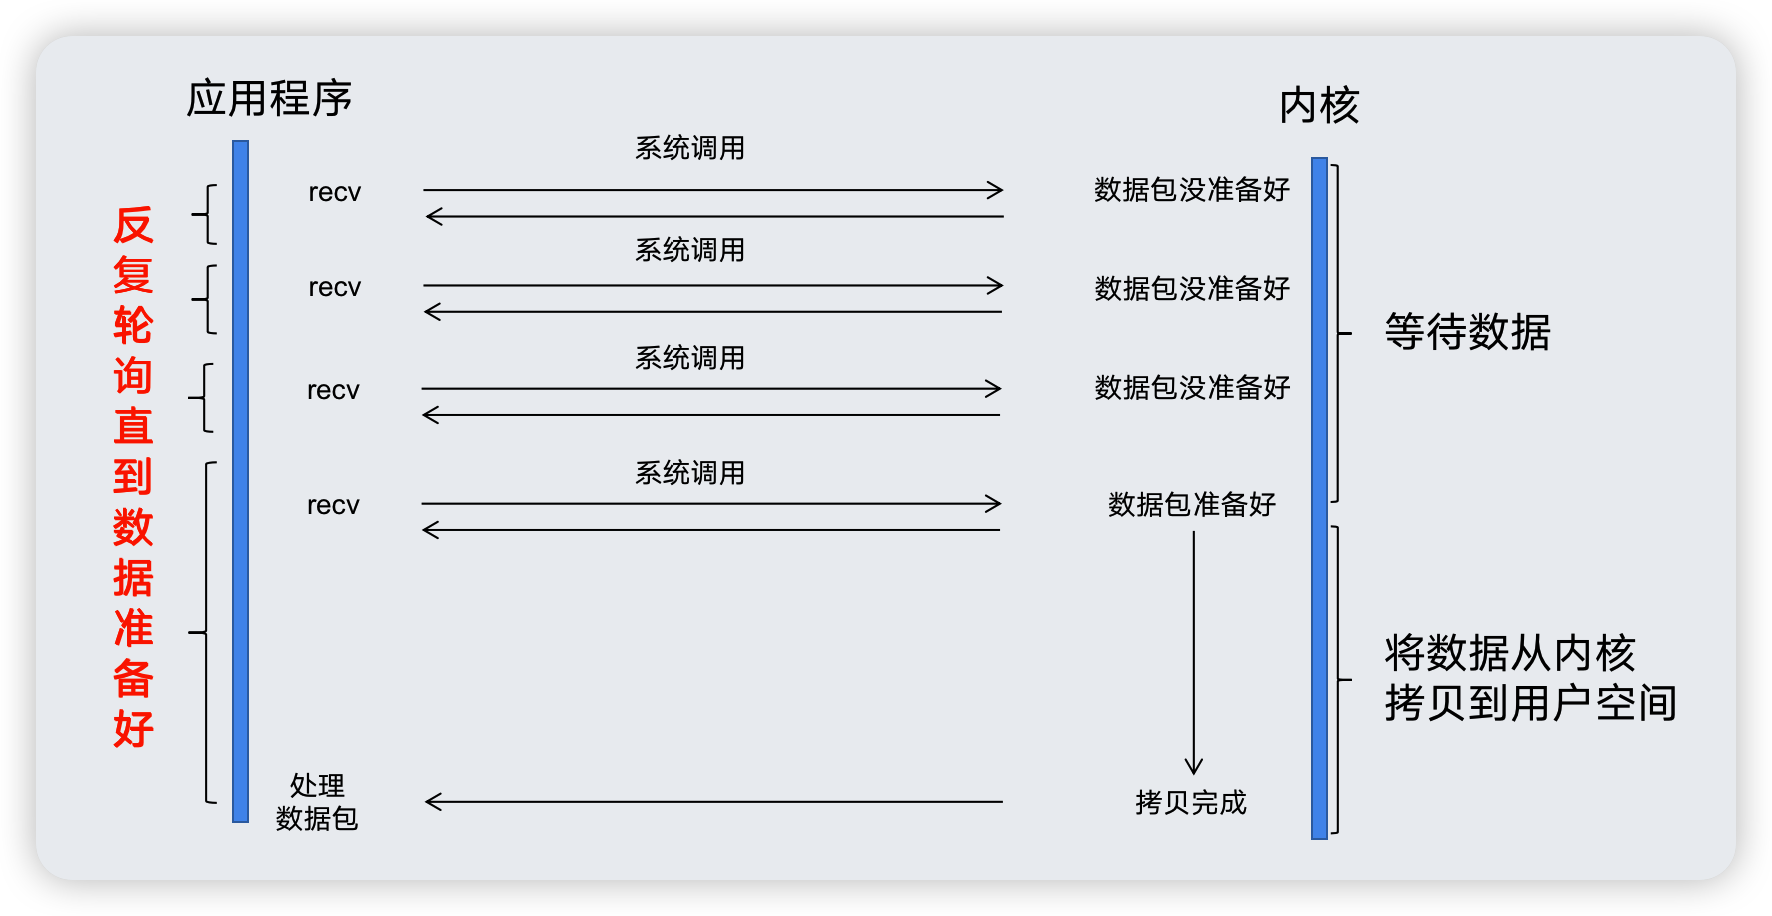 应用程序
内核
系统调用
recv
数据包没准备好
系统调用
recv
数据包没准备好
系统调用
recv
数据包没准备好
系统调用
recv
数据包准备好
反复轮询直到数据准备好
等待数据
将数据从内核
拷贝到用户空间
处理
数据包
拷贝完成